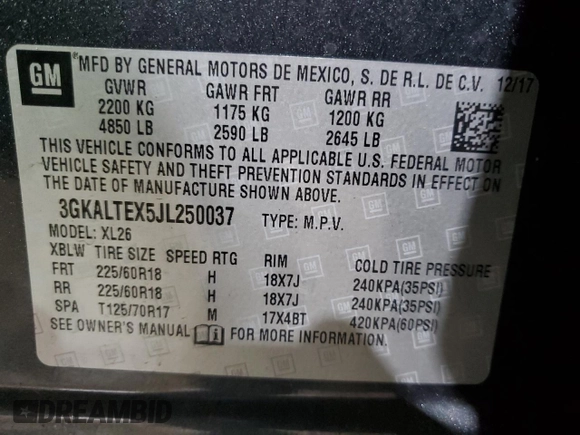 GM
MFD BY GENERAL MOTORS DE MEXICO, S. DE R.L. DE C.V. 12/17
GVWR GAWR FRT GAWR RR
2200 KG 1175 KG 1200 KG
4850 LB 2590 LB 2645 LB
THIS VEHICLE CONFORMS TO ALL APPLICABLE U.S. FEDERAL MOTOR
VEHICLE SAFETY AND THEFT PREVENTION STANDARDS IN EFFECT ON
THE DATE OF MANUFACTURE SHOWN ABOVE.
3GKALTEX5JL250037 TYPE: M.P.V.
MODEL: XL26
XBLW TIRE SIZE SPEED RTG RIM COLD TIRE PRESSURE
FRT 225/60R18 H 18X7J 240KPA(35PSI)
RR 225/60R18 H 18X7J 240KPA(35PSI)
SPA T125/70R17 M 17X4BT 420KPA(60PSI)
SEE OWNER'S MANUAL FOR MORE INFORMATION.
DREAMBID